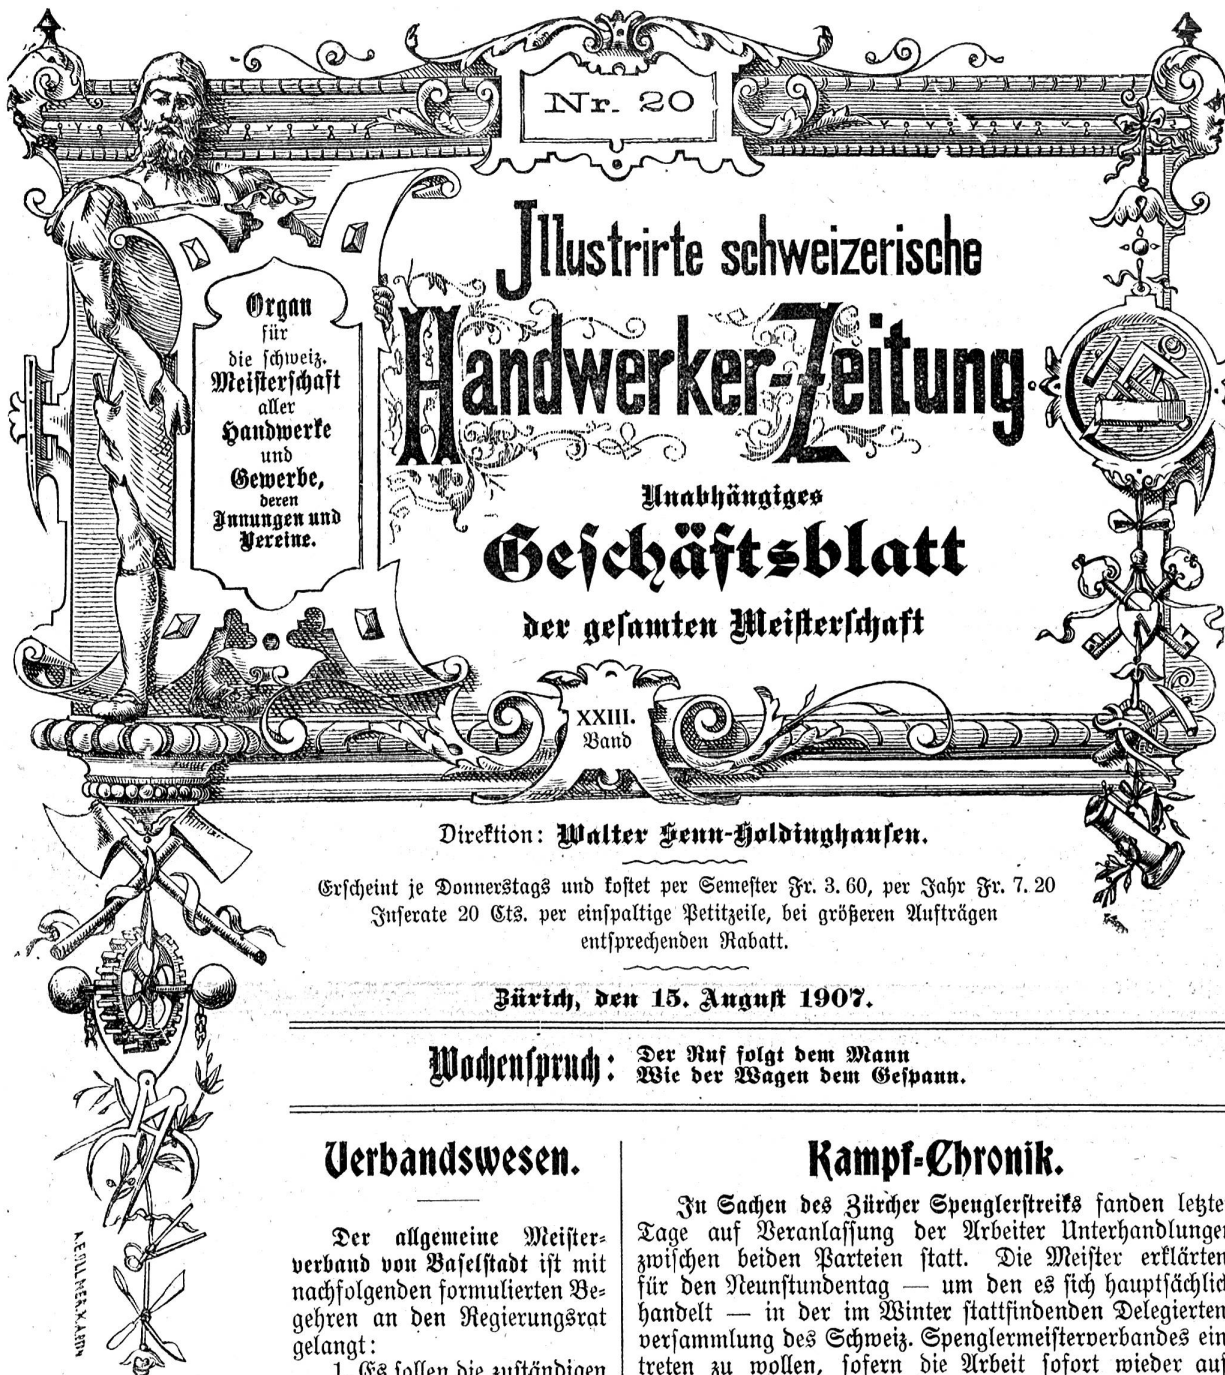 Nr. 20
Illustrirte schweizerische
Handwerker-Zeitung.
Unabhängiges
Geschäftsblatt
der gesamten Meisterschaft
Organ
für
die schweiz.
Meisterschaft
aller
Handwerke
und
Gewerbe,
deren
Innungen und
Vereine.
XXIII.
Band
Direktion: Walter Senn-Holdinghausen.
Erscheint je Donnerstags und kostet per Semester Fr. 3.60, per Jahr Fr. 7.20
Inserate 20 Cts. per einspaltige Petitzeile, bei größeren Aufträgen
entsprechenden Rabatt.
Zürich, den 15. August 1907.
Wochenspruch: Der Ruf folgt dem Mann
Wie der Wagen dem Gespann.
Verbandswesen.
Der allgemeine Meister-
verband von Baselstadt ist mit
nachfolgenden formulierten Be-
gehren an den Regierungsrat
gelangt:
1. Es sollen die zuständigen
Kampf-Chronik.
In Sachen des Zürcher Spenglerstreiks fanden letzte
Tage auf Veranlassung der Arbeiter Unterhandlungen
zwischen beiden Parteien statt. Die Meister erklärten
für den Neunstundentag — um den es sich hauptsächlich
handelt — in der im Winter stattfindenden Delegierten
versammlung des Schweiz. Spenglermeisterverbandes ein
treten zu wollen, sofern die Arbeit sofort wieder auf